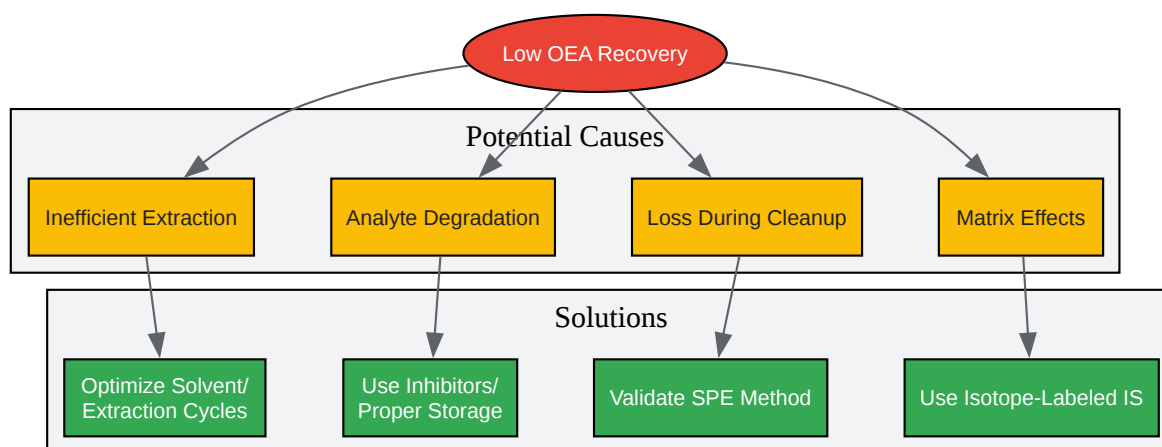 Low OEA Recovery
Potential Causes
Inefficient Extraction
Analyte Degradation
Loss During Cleanup
Matrix Effects
Solutions
Optimize Solvent/
Extraction Cycles
Use Inhibitors/
Proper Storage
Validate SPE Method
Use Isotope-Labeled IS